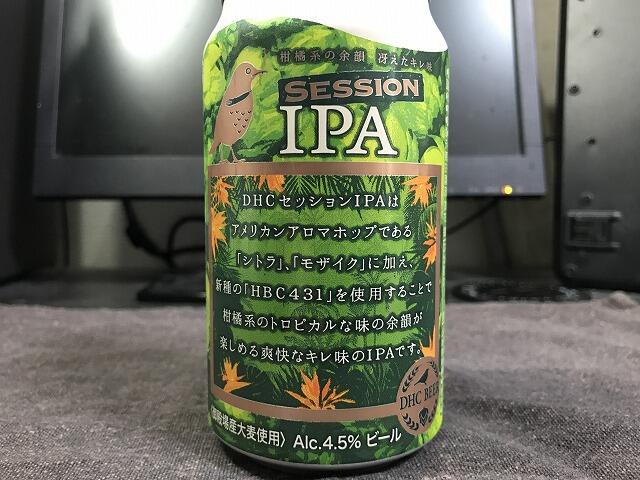 柑橘系の余韻 冴えたキレ味
SESSION
IPA
DHCセッションIPAは
アメリカンアロマホップである
「シトラ」、「モザイク」に加え、
新種の「HBC431」を使用することで
柑橘系のトロピカルな味の余韻が
楽しめる爽快なキレ味のIPAです。
DHC BEER
御殿場産大麦使用〉 Alc.4.5% ビール